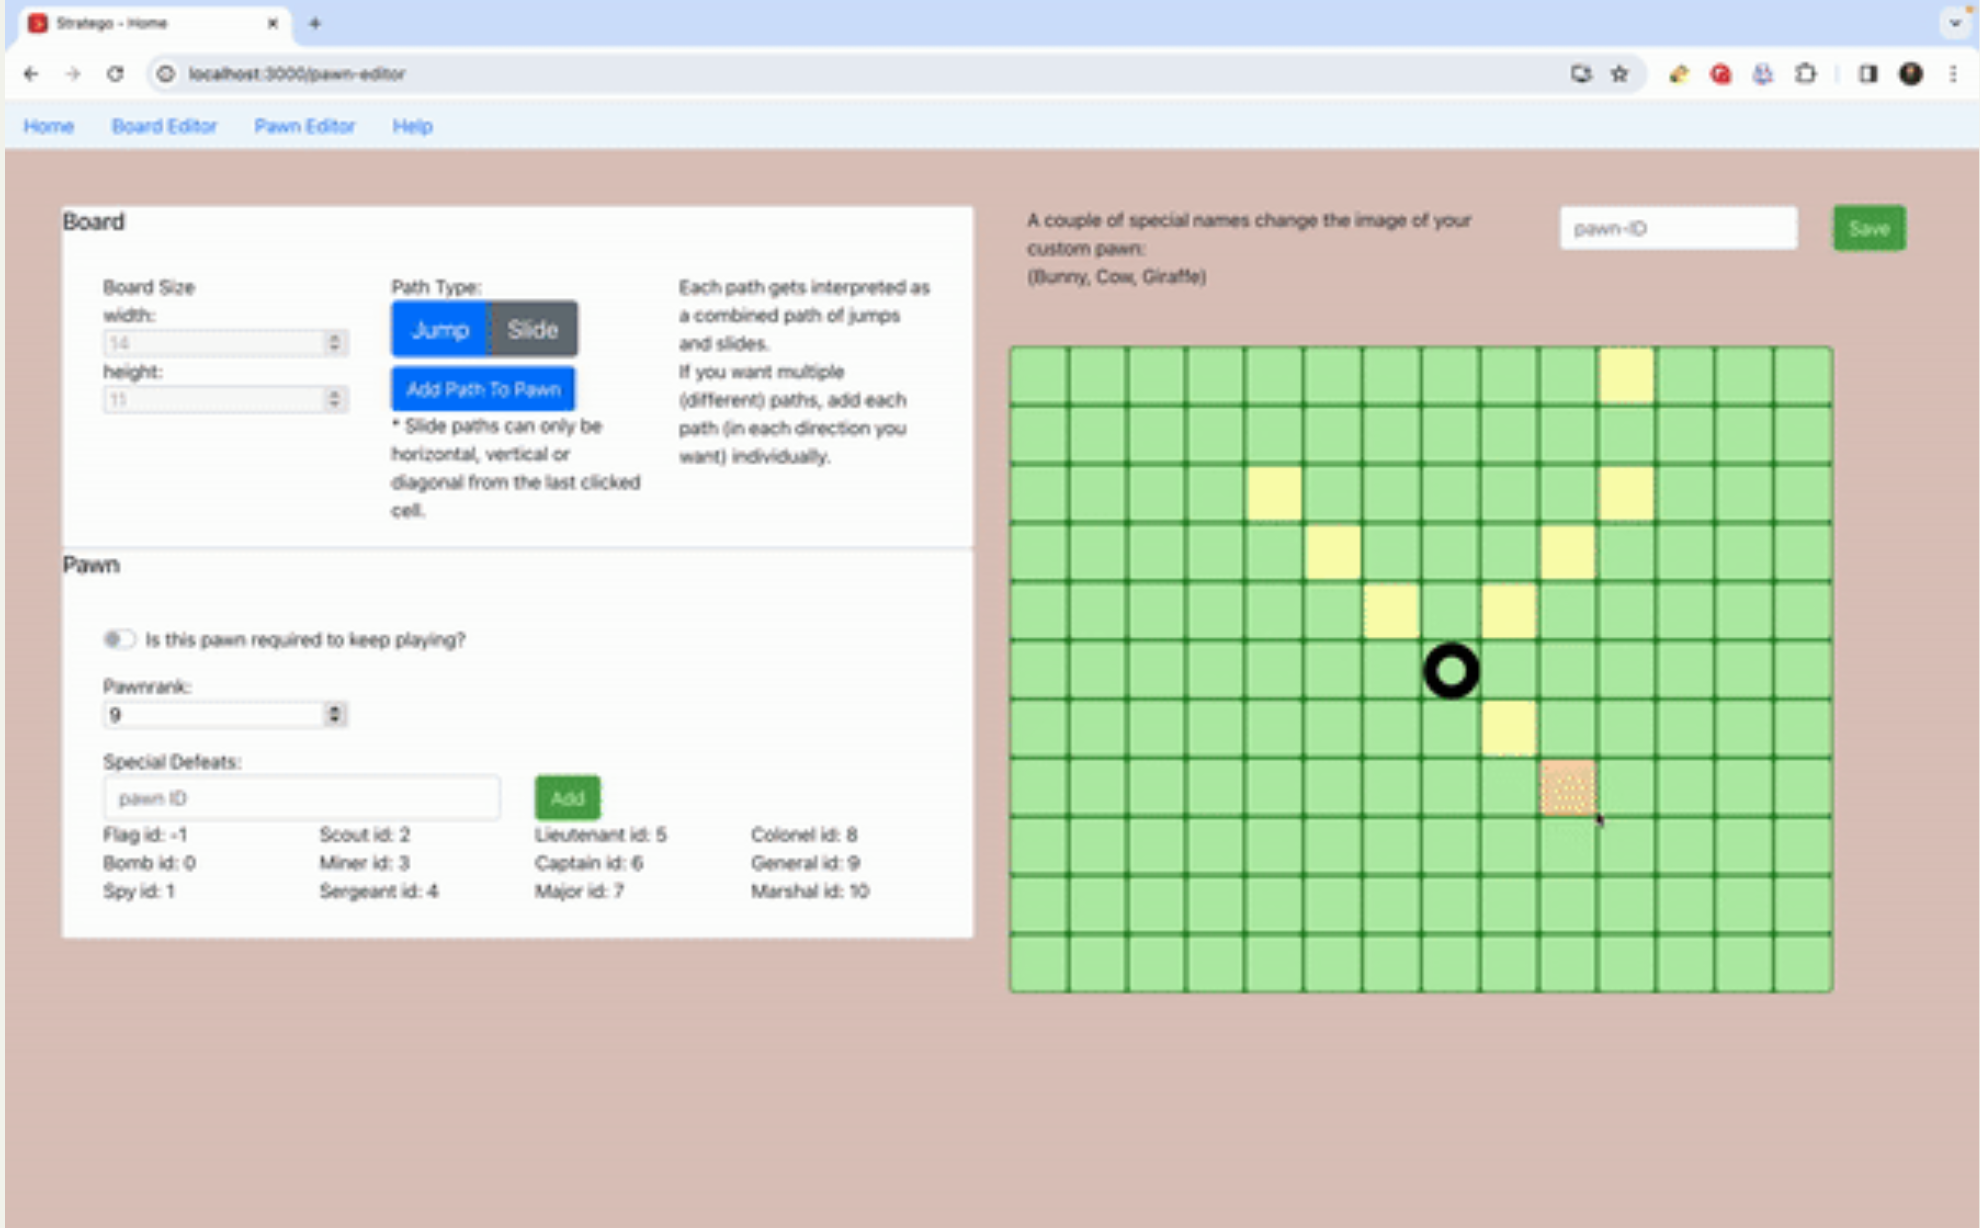 Stratego - Home
localhost:3000/pawn-editor
Home Board Editor Pawn Editor Help
Board
Board Size
width:
14
height:
11
Path Type:
Jump Slide
Add Path To Pawn
* Slide paths can only be
horizontal, vertical or
diagonal from the last clicked
cell.
Each path gets interpreted as
a combined path of jumps
and slides.
If you want multiple
(different) paths, add each
path (in each direction you
want) individually.
Pawn
Is this pawn required to keep playing?
Pawnrank:
9
Special Defeats:
pawn ID Add
Flag id: -1 Scout id: 2 Lieutenant id: 5 Colonel id: 8
Bomb id: 0 Miner id: 3 Captain id: 6 General id: 9
Spy id: 1 Sergeant id: 4 Major id: 7 Marshal id: 10
A couple of special names change the image of your
custom pawn:
(Bunny, Cow, Giraffe)
pawn-ID Save